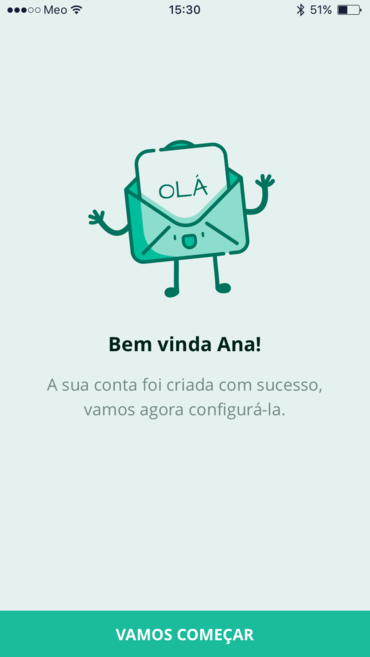 Meo 15:30 51%
OLÁ
Bem vinda Ana!
A sua conta foi criada com sucesso,
vamos agora configurá-la.
VAMOS COMEÇAR